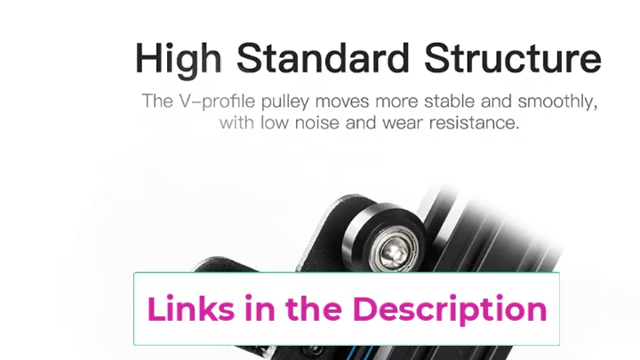 High Standard Structure
The V-profile pulley moves more stable and smoothly,
with low noise and wear resistance.
Links in the Description